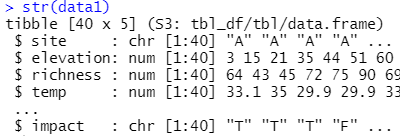 > str(data1)
tibble [40 x 5] (S3: tbl_df/tbl/data.frame)
$ site     : chr [1:40] "A" "A" "A" "A" ...
$ elevation: num [1:40] 3 15 21 35 44 51 60
$ richness : num [1:40] 64 43 45 72 75 90 69
$ temp     : num [1:40] 33.1 35 29.9 29.9 33
...
$ impact   : chr [1:40] "T" "T" "T" "F" ...